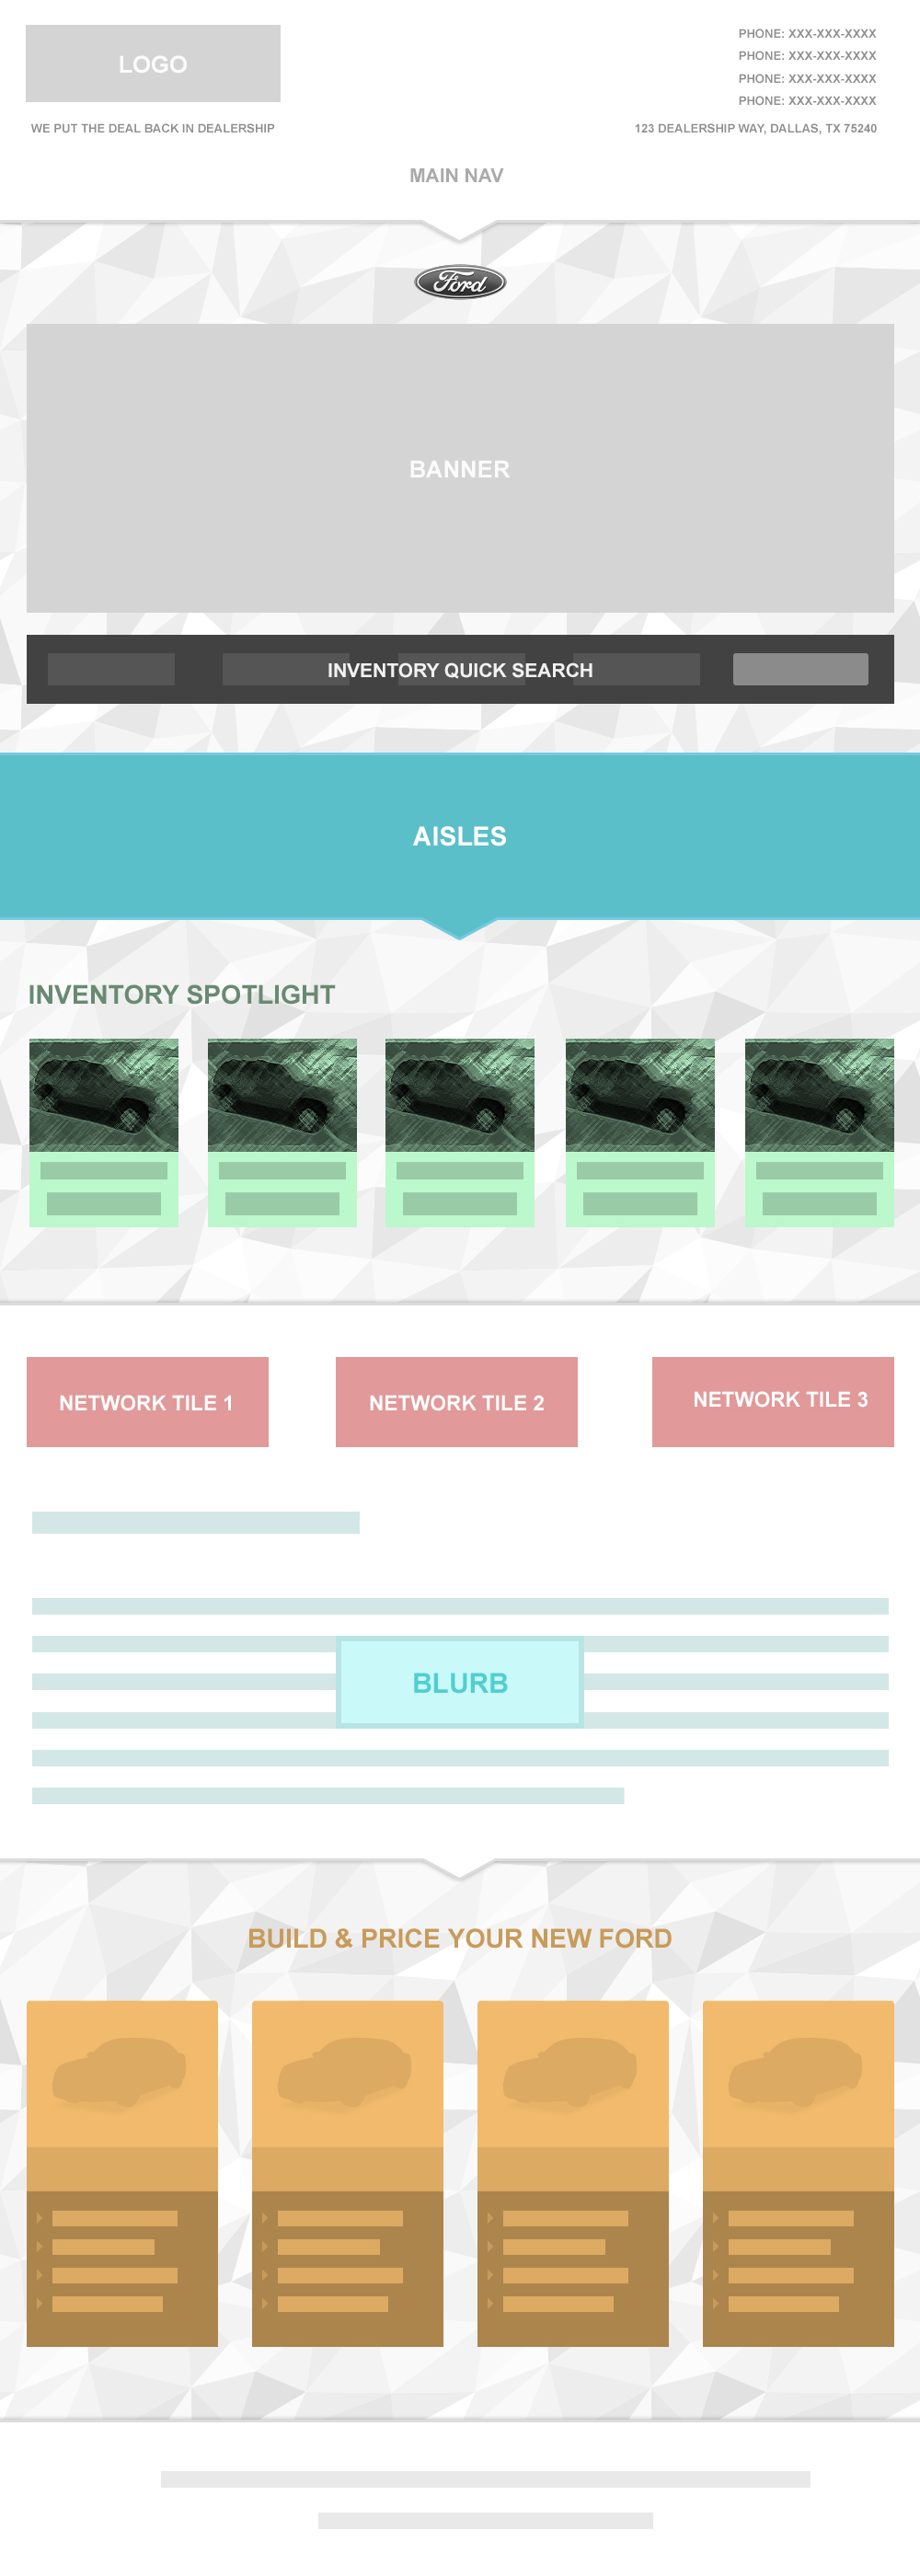 LOGO
PHONE: XXX-XXX-XXXX
PHONE: XXX-XXX-XXXX
PHONE: XXX-XXX-XXXX
PHONE: XXX-XXX-XXXX
WE PUT THE DEAL BACK IN DEALERSHIP
123 DEALERSHIP WAY, DALLAS, TX 75240
MAIN NAV
Ford
BANNER
INVENTORY QUICK SEARCH
AISLES
INVENTORY SPOTLIGHT
NETWORK TILE 1
NETWORK TILE 2
NETWORK TILE 3
BLURB
BUILD & PRICE YOUR NEW FORD